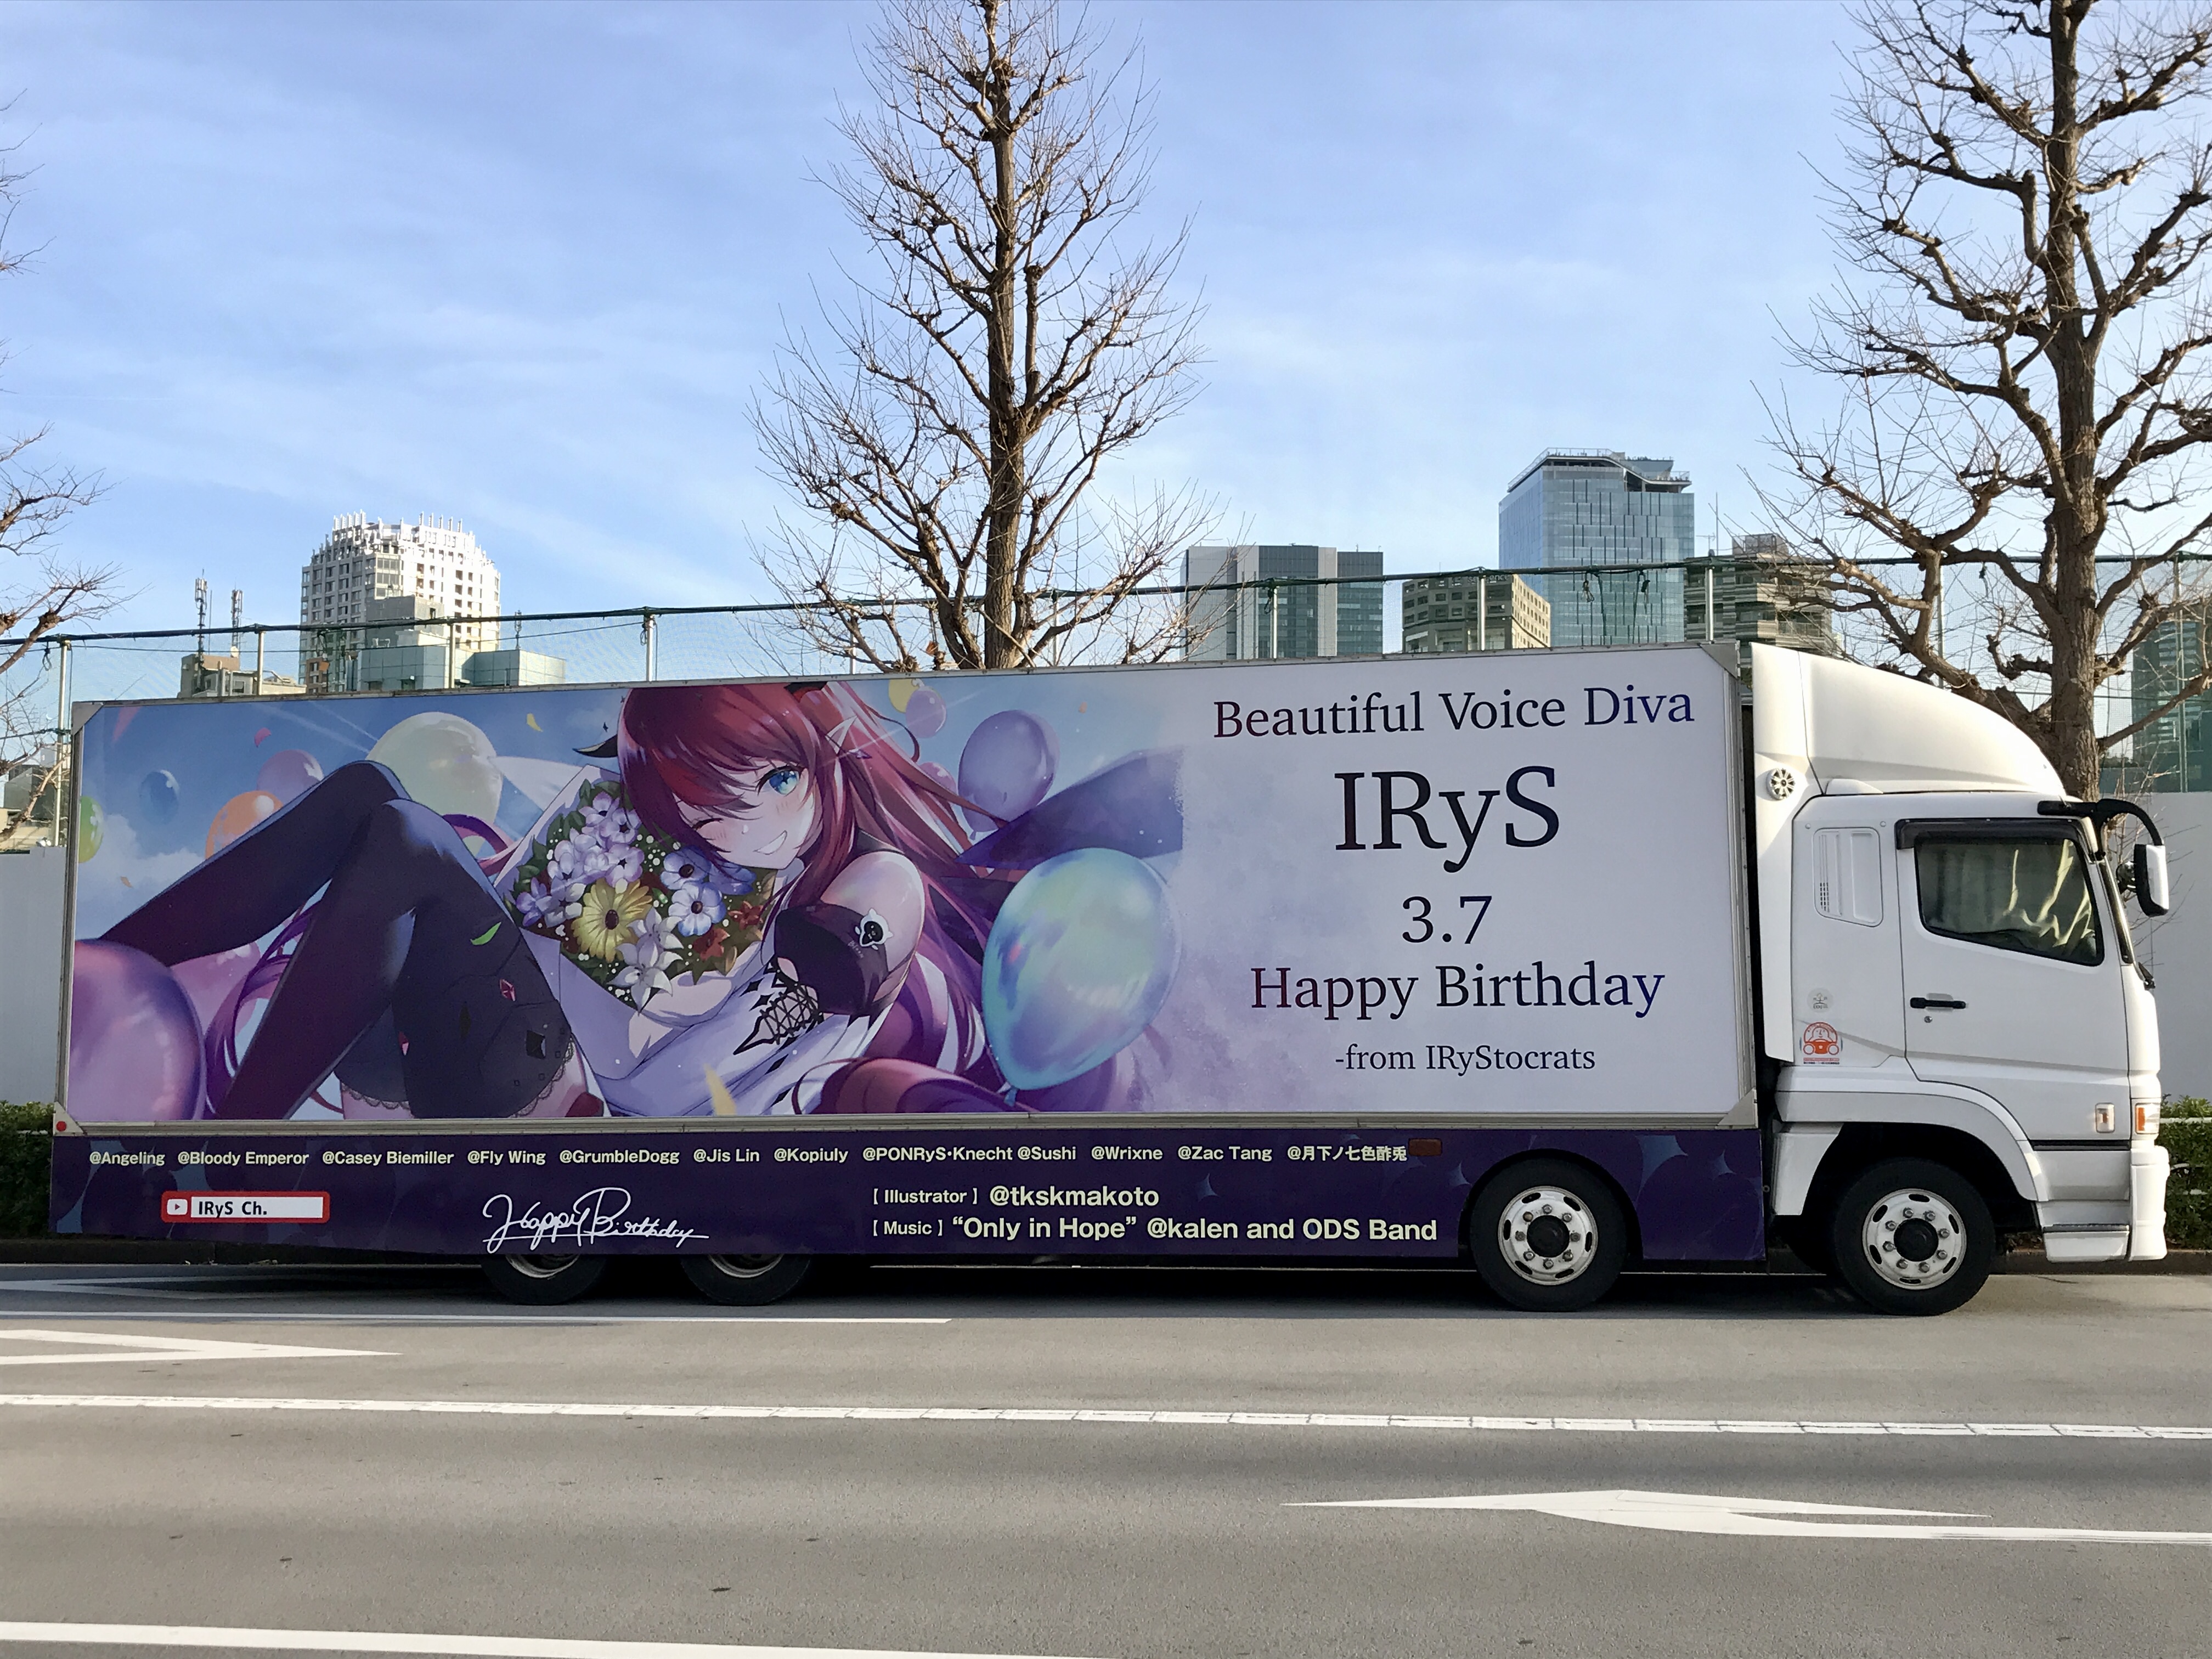 Beautiful Voice Diva
IRyS
3.7
Happy Birthday
-from IRyStocrats
@Angeling @Bloody Emperor @Casey Biemiller @Fly Wing @GrumbleDogg @Jis Lin @Kopiuly @PONRyS・Knecht @Sushi @Wrixne @Zac Tang @月下ノ七色酢兎
IRyS Ch.
Happy Birthday
【 Illustrator 】 @tkskmakoto
【 Music 】 “Only in Hope” @kalen and ODS Band